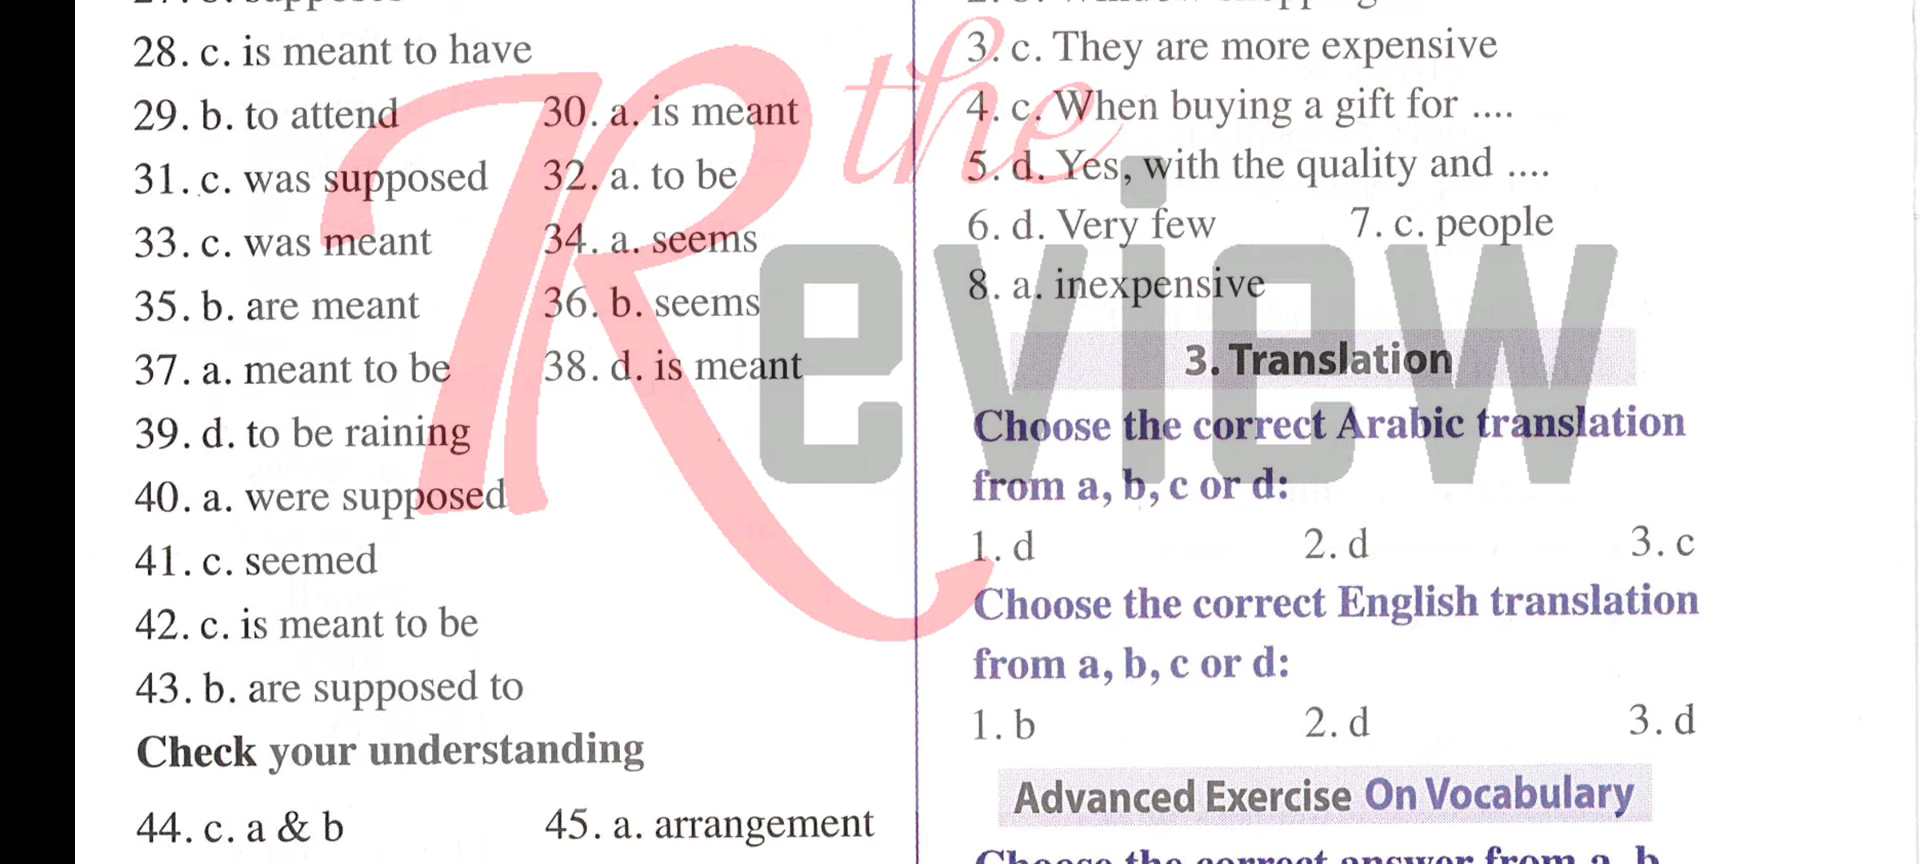 28. c. is meant to have
29. b. to attend 30. a. is meant
31. c. was supposed 32. a. to be
33. c. was meant 34. a. seems
35. b. are meant 36. b. seems
37. a. meant to be 38. d. is meant
39. d. to be raining
40. a. were supposed
41. c. seemed
42. c. is meant to be
43. b. are supposed to
Check your understanding
44. c. a & b 45. a. arrangement
3. c. They are more expensive
4. c. When buying a gift for ....
5. d. Yes, with the quality and ....
6. d. Very few 7. c. people
8. a. inexpensive
3. Translation
Choose the correct Arabic translation
from a, b, c or d:
1. d 2. d 3. c
Choose the correct English translation
from a, b, c or d:
1. b 2. d 3. d
Advanced Exercise On Vocabulary
Choose the correct answer from a, b
the
Review